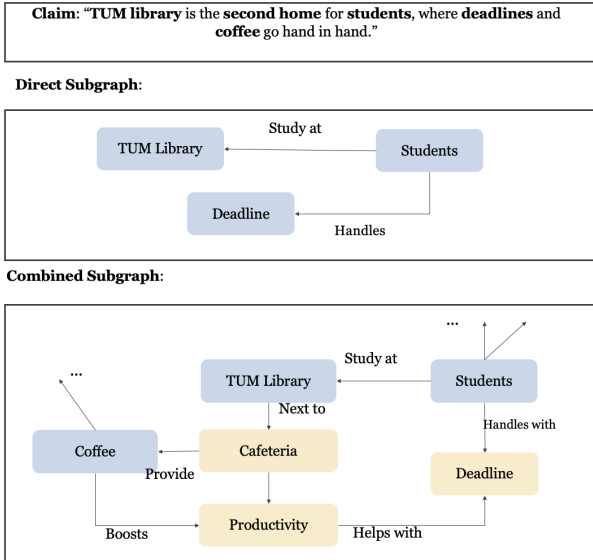 Claim: “TUM library is the second home for students, where deadlines and
coffee go hand in hand.”
Direct Subgraph:
Study at
TUM Library
Students
Deadline
Handles
Combined Subgraph:
...
Study at
...
TUM Library
Students
Next to
Handles with
Coffee
Cafeteria
Provide
Deadline
Productivity
Boosts
Helps with